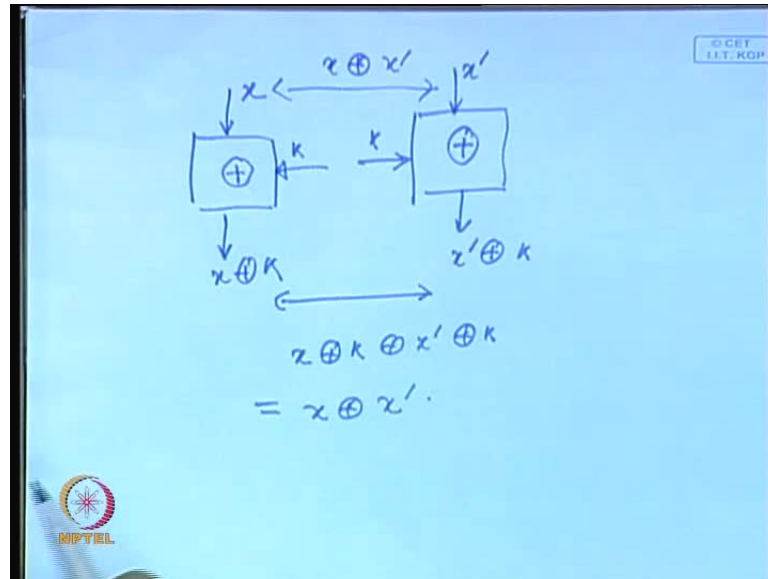 © CET
I.I.T. KGP
x ⊕ x'
x
x'
⊕
K
K
⊕
x ⊕ K
x' ⊕ K
x ⊕ K ⊕ x' ⊕ K
= x ⊕ x' .
NPTEL